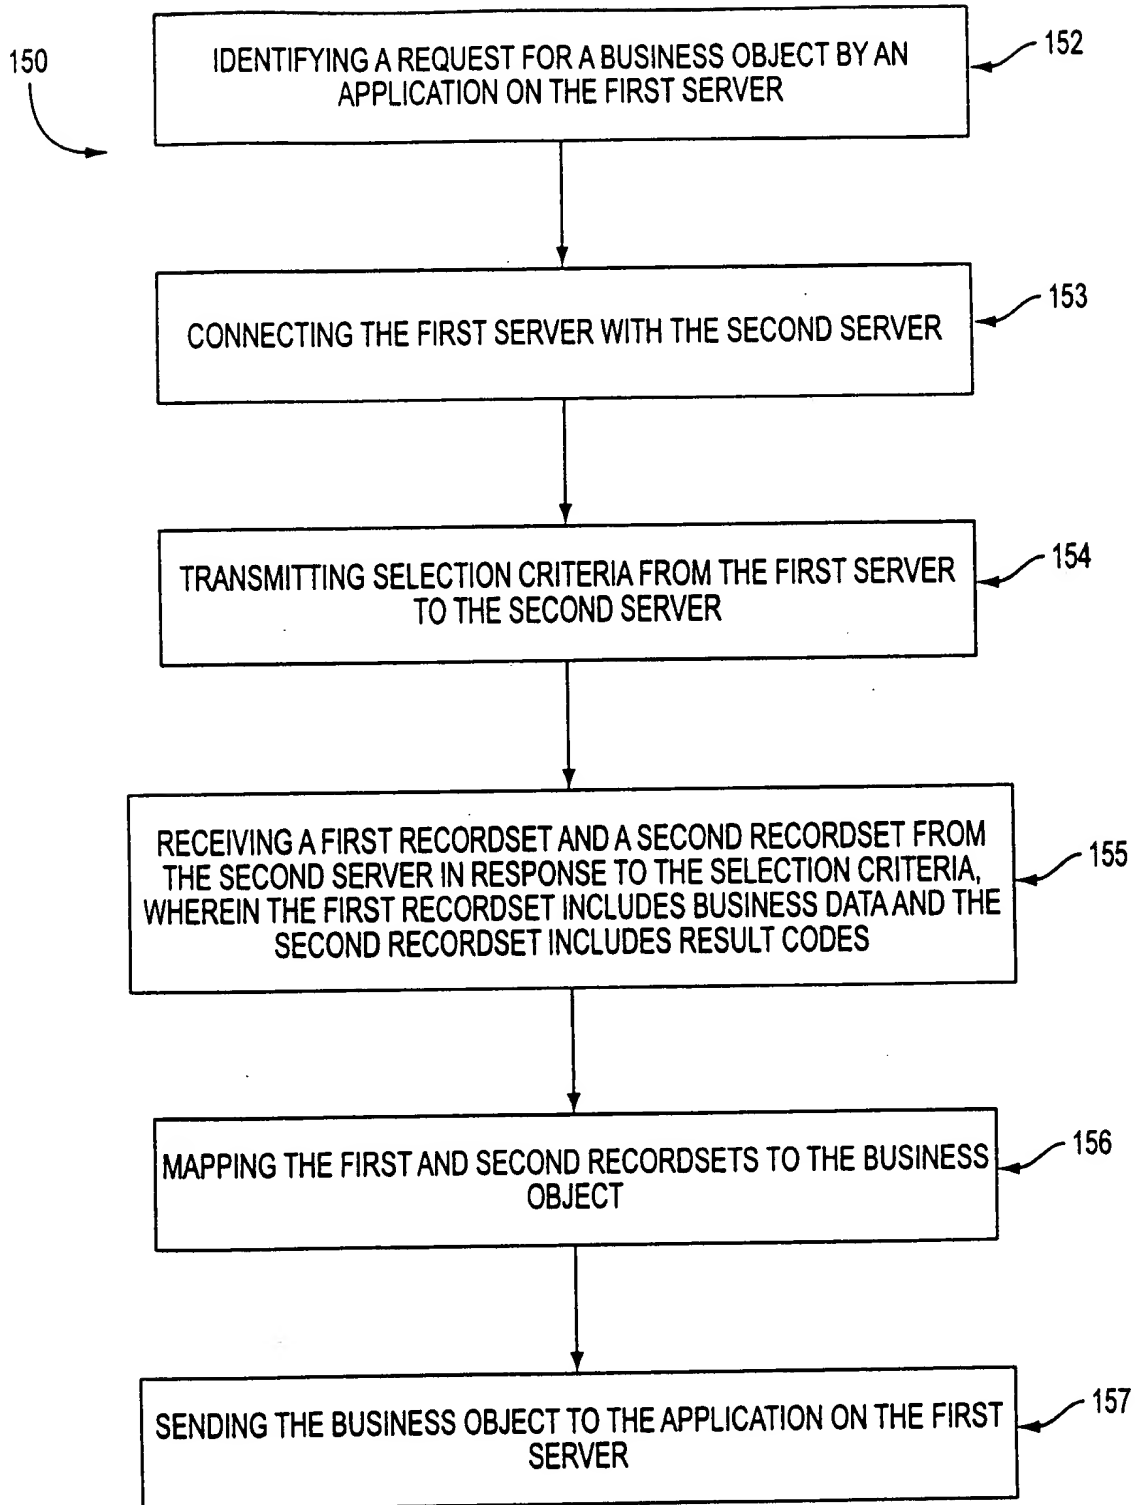 150
IDENTIFYING A REQUEST FOR A BUSINESS OBJECT BY AN
APPLICATION ON THE FIRST SERVER
152
CONNECTING THE FIRST SERVER WITH THE SECOND SERVER
153
TRANSMITTING SELECTION CRITERIA FROM THE FIRST SERVER
TO THE SECOND SERVER
154
RECEIVING A FIRST RECORDSET AND A SECOND RECORDSET FROM
THE SECOND SERVER IN RESPONSE TO THE SELECTION CRITERIA,
WHEREIN THE FIRST RECORDSET INCLUDES BUSINESS DATA AND THE
SECOND RECORDSET INCLUDES RESULT CODES
155
MAPPING THE FIRST AND SECOND RECORDSETS TO THE BUSINESS
OBJECT
156
SENDING THE BUSINESS OBJECT TO THE APPLICATION ON THE FIRST
SERVER
157